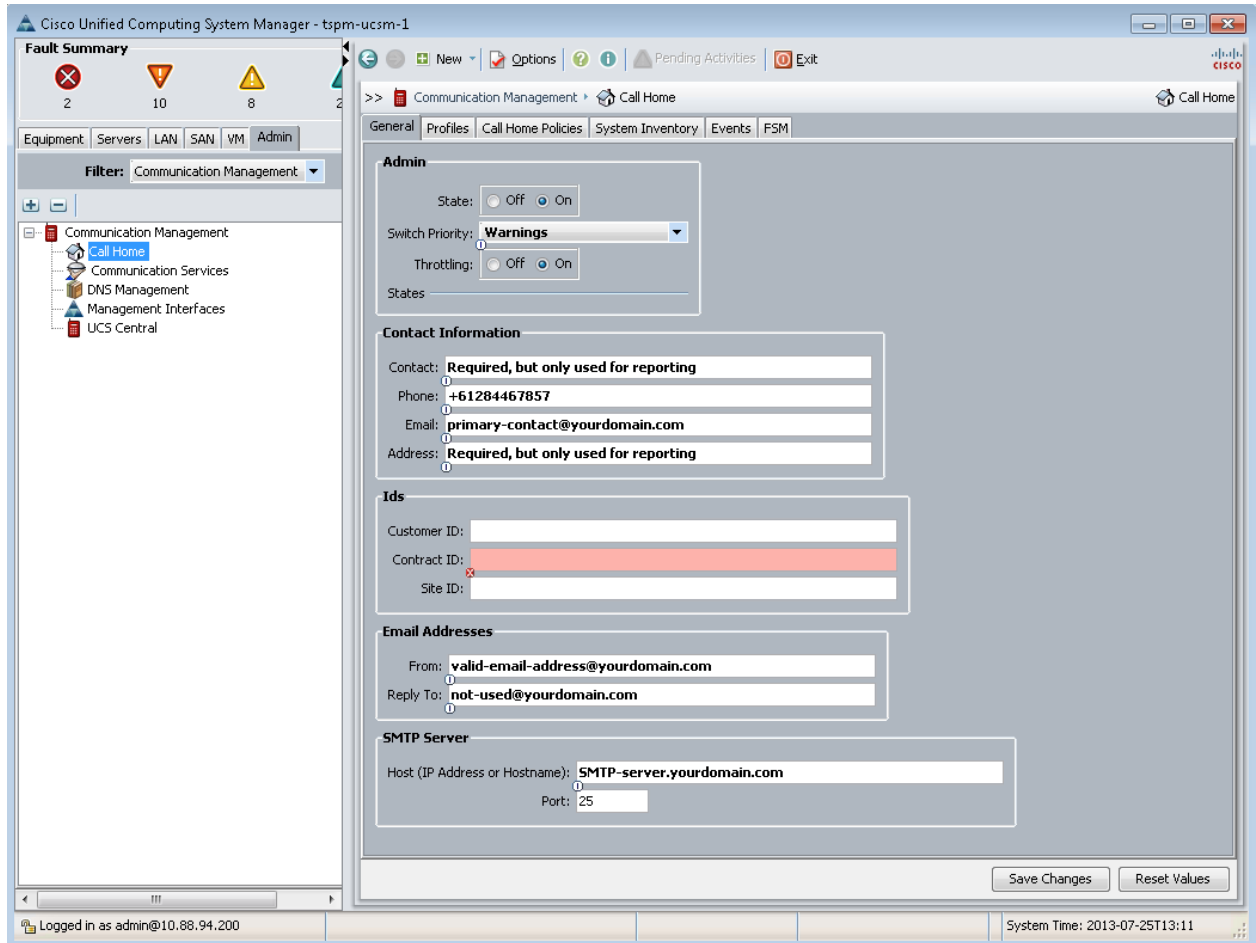 Cisco Unified Computing System Manager - tspm-ucsm-1
Fault Summary
2 10 8 2
Equipment Servers LAN SAN VM Admin
Filter: Communication Management
Communication Management
Call Home
Communication Services
DNS Management
Management Interfaces
UCS Central
New Options Pending Activities Exit
CISCO
>> Communication Management Call Home Call Home
General Profiles Call Home Policies System Inventory Events FSM
Admin
State: Off On
Switch Priority: Warnings
Throttling: Off On
States
Contact Information
Contact: Required, but only used for reporting
Phone: +61284467857
Email: primary-contact@yourdomain.com
Address: Required, but only used for reporting
Ids
Customer ID:
Contract ID:
Site ID:
Email Addresses
From: valid-email-address@yourdomain.com
Reply To: not-used@yourdomain.com
SMTP Server
Host (IP Address or Hostname): SMTP-server.yourdomain.com
Port: 25
Save Changes Reset Values
Logged in as admin@10.88.94.200
System Time: 2013-07-25T13:11